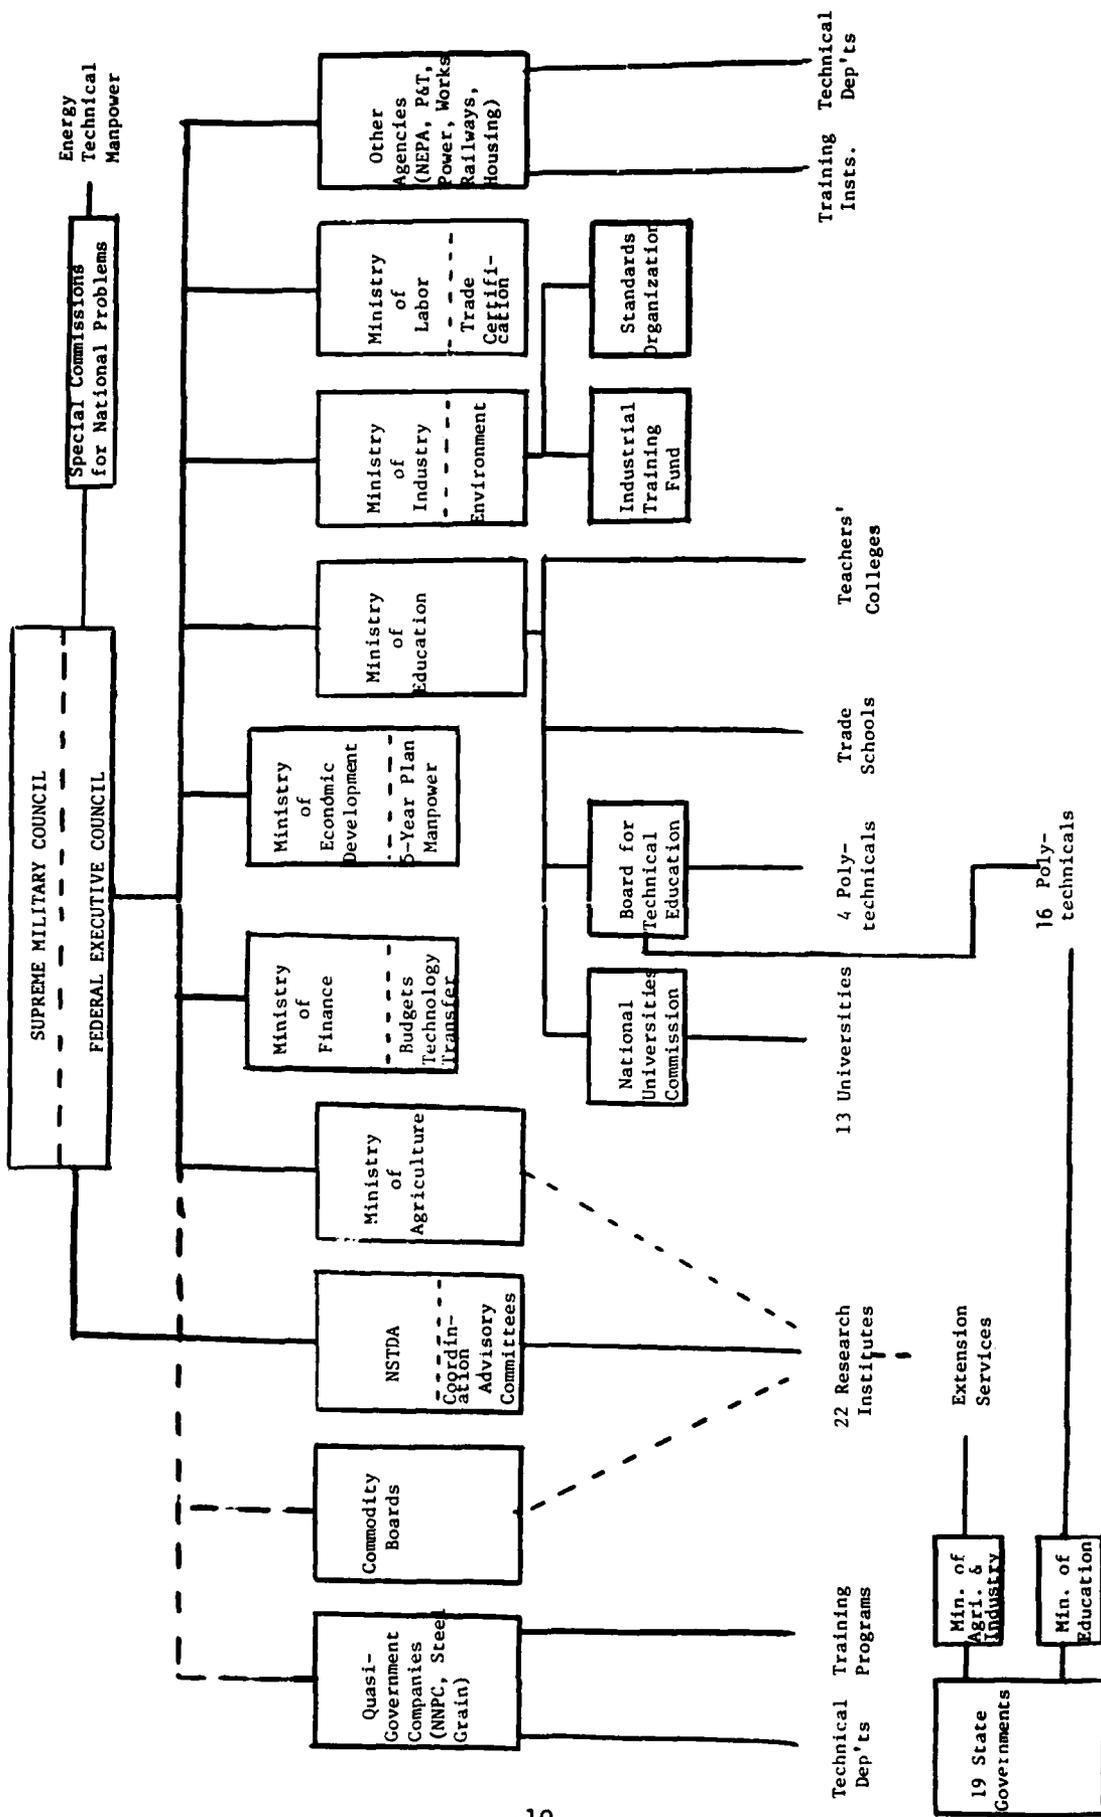 SUPREME MILITARY COUNCIL
FEDERAL EXECUTIVE COUNCIL
Special Commissions
for National Problems
Energy
Technical
Manpower
Quasi-
Government
Companies
(NNPC, Steel
Grain)
Commodity
Boards
NSTDA
Coordin-
ation
Advisory
Committees
Ministry
of
Agriculture
Ministry
of
Finance
Budgets
Technology
Transfer
Ministry
of
Economic
Development
5-Year Plan
Manpower
Ministry
of
Education
Ministry
of
Industry
Environment
Ministry
of
Labor
Trade
Certifi-
cation
Other
Agencies
(NEPA, P&T,
Power, Works
Railways,
Housing)
National
Universities
Commission
Board for
Technical
Education
Industrial
Training
Fund
Standards
Organization
Technical
Dep'ts
Training
Programs
22 Research
Institutes
13 Universities
4 Poly-
technicals
Trade
Schools
Teachers'
Colleges
Training
Insts.
Technical
Dep'ts
19 State
Governments
Min. of
Agri. &
Industry
Extension
Services
Min. of
Education
16 Poly-
technicals
19